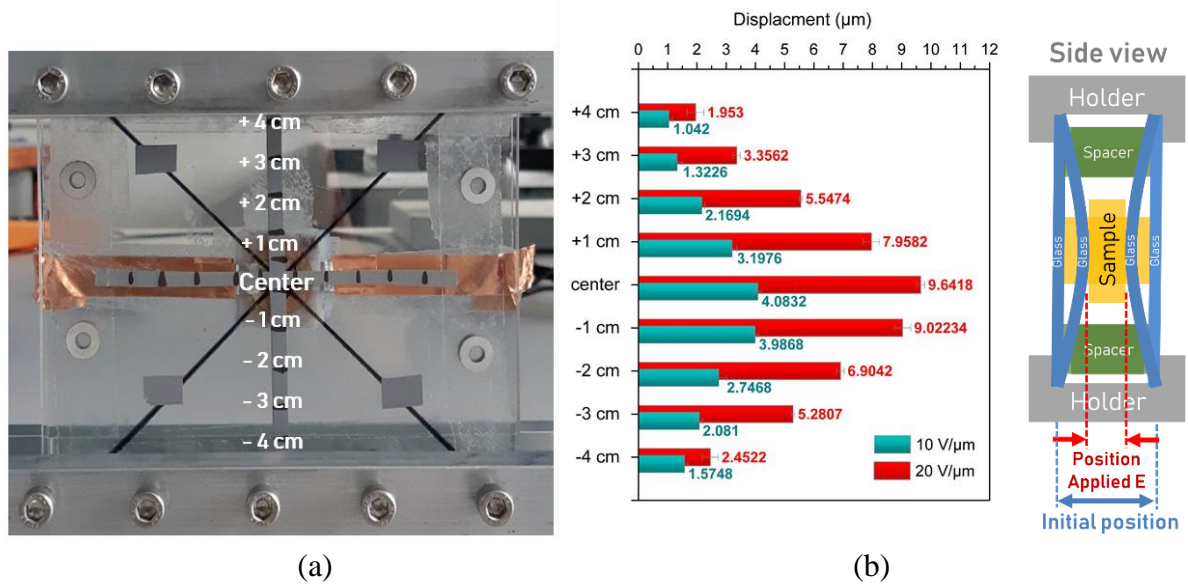 + 4 cm
+ 3 cm
+ 2 cm
+ 1 cm
Center
- 1 cm
- 2 cm
- 3 cm
- 4 cm
(a)
Displacment (µm)
0 1 2 3 4 5 6 7 8 9 10 11 12
+4 cm
1.953
1.042
+3 cm
3.3562
1.3226
+2 cm
5.5474
2.1694
+1 cm
7.9582
3.1976
center
9.6418
4.0832
-1 cm
9.02234
3.9868
-2 cm
6.9042
2.7468
-3 cm
5.2807
2.081
-4 cm
2.4522
1.5748
10 V/µm
20 V/µm
(b)
Side view
Holder
Spacer
Glass
Glass
Sample
Glass
Glass
Spacer
Holder
Position
Applied E
Initial position